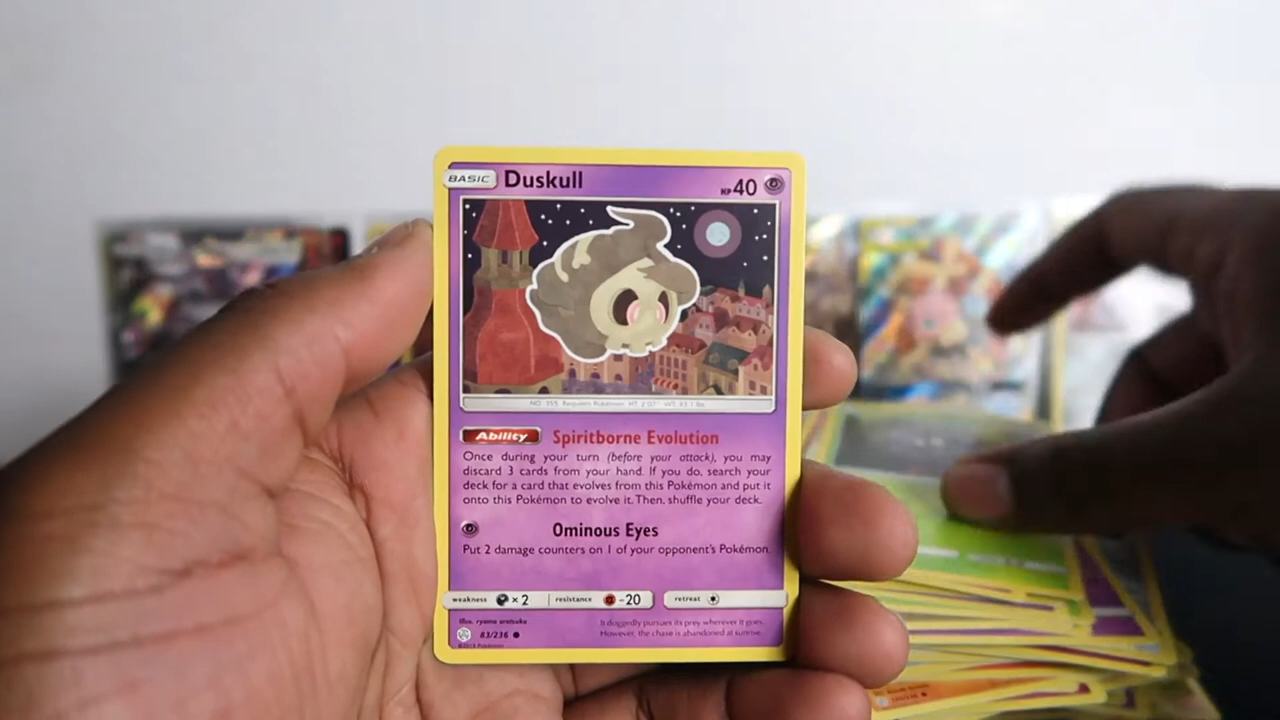 BASIC Duskull HP 40
NO. 355 Requiem Pokémon HT: 2'07" WT: 33.1 lbs.
Ability Spiritborne Evolution
Once during your turn (before your attack), you may
discard 3 cards from your hand. If you do, search your
deck for a card that evolves from this Pokémon and put it
onto this Pokémon to evolve it. Then, shuffle your deck.
Ominous Eyes
Put 2 damage counters on 1 of your opponent's Pokémon.
weakness ×2 resistance -20 retreat
Illus. ryoma uratsuka
83/236
©2019 Pokémon
It doggedly pursues its prey wherever it goes.
However, the chase is abandoned at sunrise.